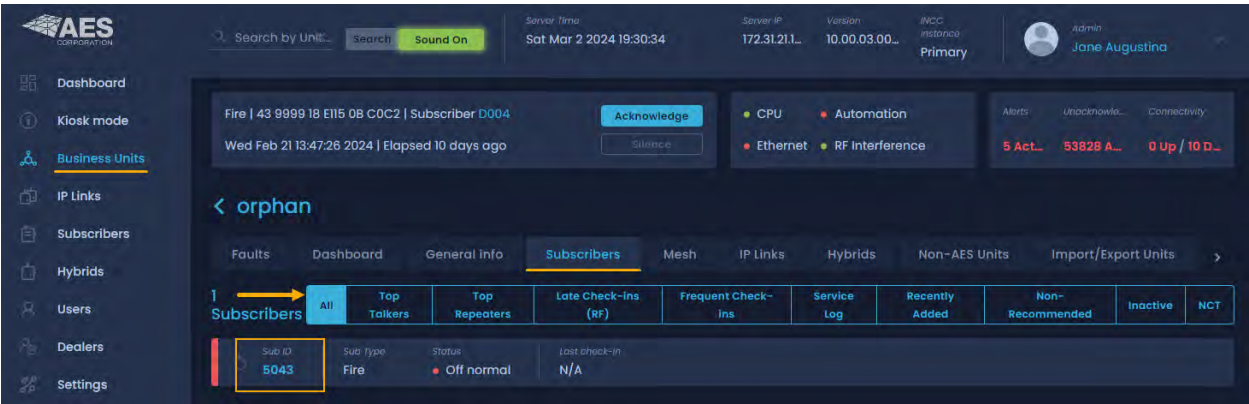 AES
CORPORATION
Search by Unit... Search Sound On
Server Time
Sat Mar 2 2024 19:30:34
Server IP
172.31.21.1...
Version
10.00.03.00...
INCC Instance
Primary
Admin
Jane Augustina
Dashboard
Kiosk mode
Business Units
IP Links
Subscribers
Hybrids
Users
Dealers
Settings
Fire | 43 9999 18 E115 0B C0C2 | Subscriber D004
Acknowledge
Wed Feb 21 13:47:26 2024 | Elapsed 10 days ago
Silence
CPU Automation
Ethernet RF Interference
Alerts Unacknowle... Connectivity
5 Act... 53828 A... 0 Up / 10 D...
< orphan
Faults Dashboard General info Subscribers Mesh IP Links Hybrids Non-AES Units Import/Export Units >
1
Subscribers
All
Top
Talkers
Top
Repeaters
Late Check-ins
(RF)
Frequent Check-
ins
Service
Log
Recently
Added
Non-
Recommended
Inactive
NCT
Sub ID Sub Type Status Last check-in
5043 Fire Off normal N/A